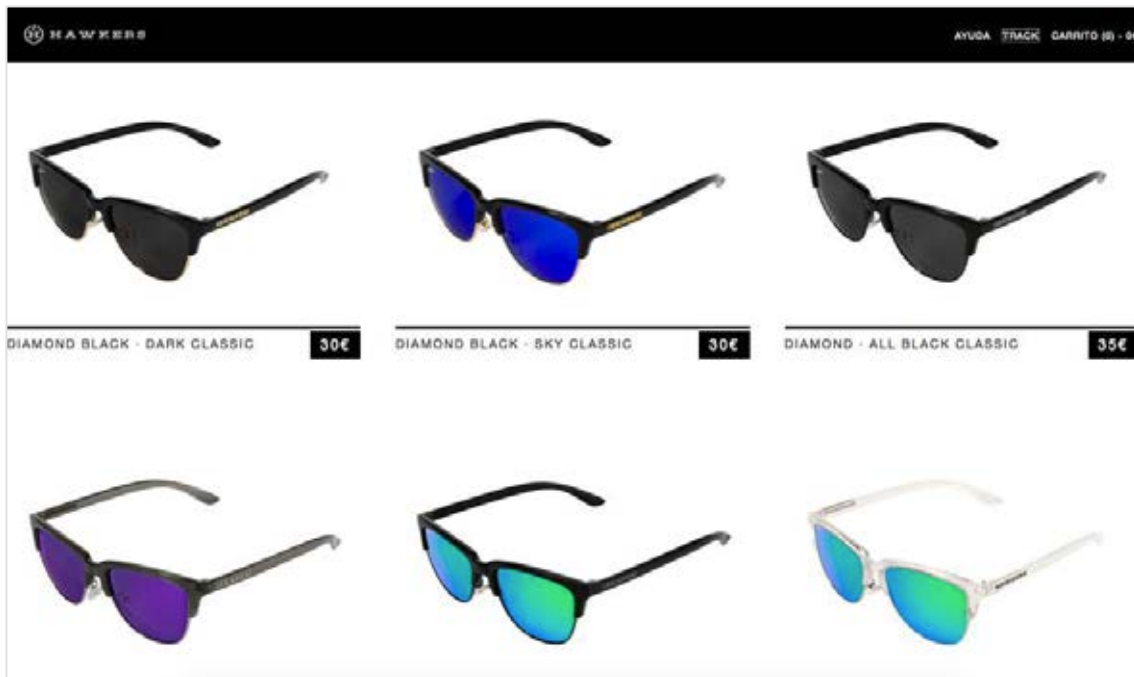 HAWKERS
AYUDA TRACK CARRITO (0) - 0€
DIAMOND BLACK · DARK CLASSIC 30€
DIAMOND BLACK · SKY CLASSIC 30€
DIAMOND · ALL BLACK CLASSIC 35€